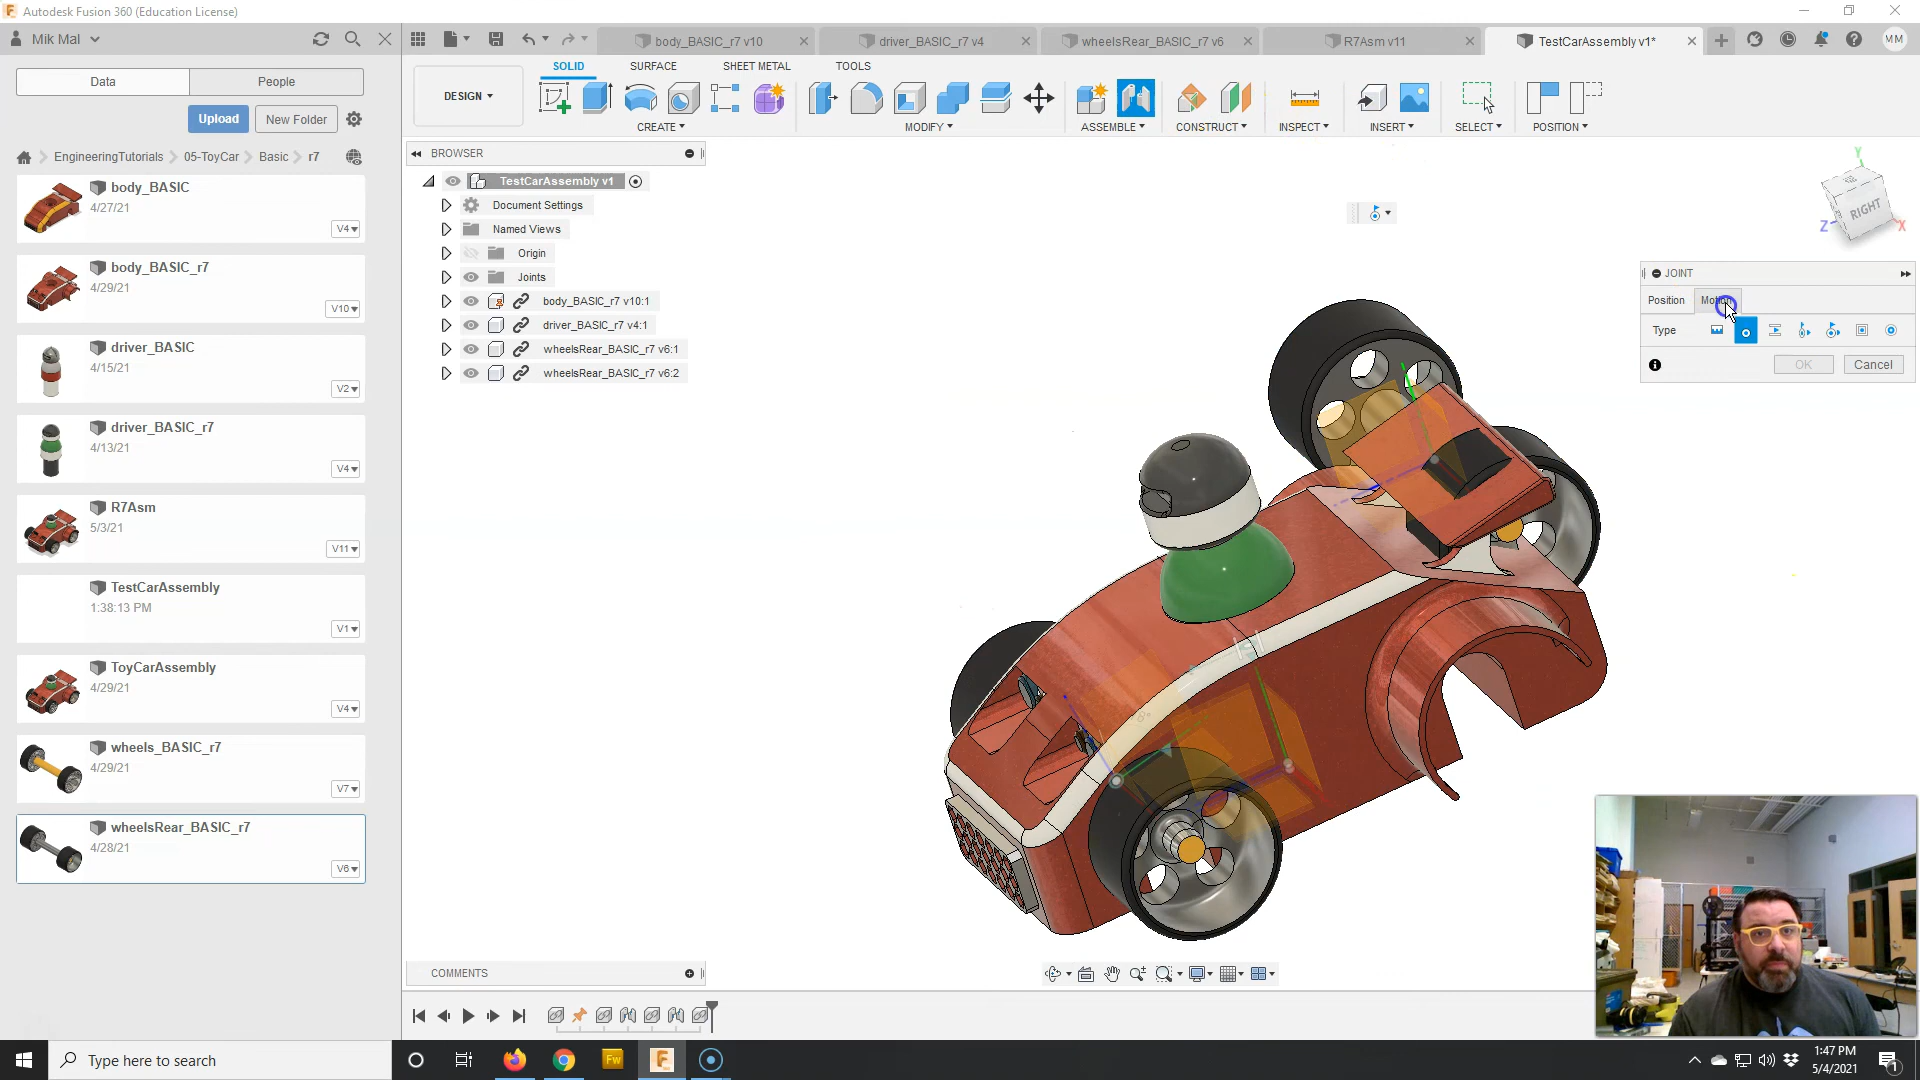 Autodesk Fusion 360 (Education License)
Mik Mal
body_BASIC_r7 v10
driver_BASIC_r7 v4
wheelsRear_BASIC_r7 v6
R7Asm v11
TestCarAssembly v1*
MM
Data
People
Upload
New Folder
EngineeringTutorials
05-ToyCar
Basic
r7
body_BASIC
4/27/21
V4
body_BASIC_r7
4/29/21
V10
driver_BASIC
4/15/21
V2
driver_BASIC_r7
4/13/21
V4
R7Asm
5/3/21
V11
TestCarAssembly
1:38:13 PM
V1
ToyCarAssembly
4/29/21
V4
wheels_BASIC_r7
4/29/21
V7
wheelsRear_BASIC_r7
4/28/21
V6
SOLID
SURFACE
SHEET METAL
TOOLS
DESIGN
CREATE
MODIFY
ASSEMBLE
CONSTRUCT
INSPECT
INSERT
SELECT
POSITION
BROWSER
TestCarAssembly v1
Document Settings
Named Views
Origin
Joints
body_BASIC_r7 v10:1
driver_BASIC_r7 v4:1
wheelsRear_BASIC_r7 v6:1
wheelsRear_BASIC_r7 v6:2
Y
RIGHT
Z
X
JOINT
Position
Motion
Type
OK
Cancel
COMMENTS
Type here to search
Fw
1:47 PM
5/4/2021
1